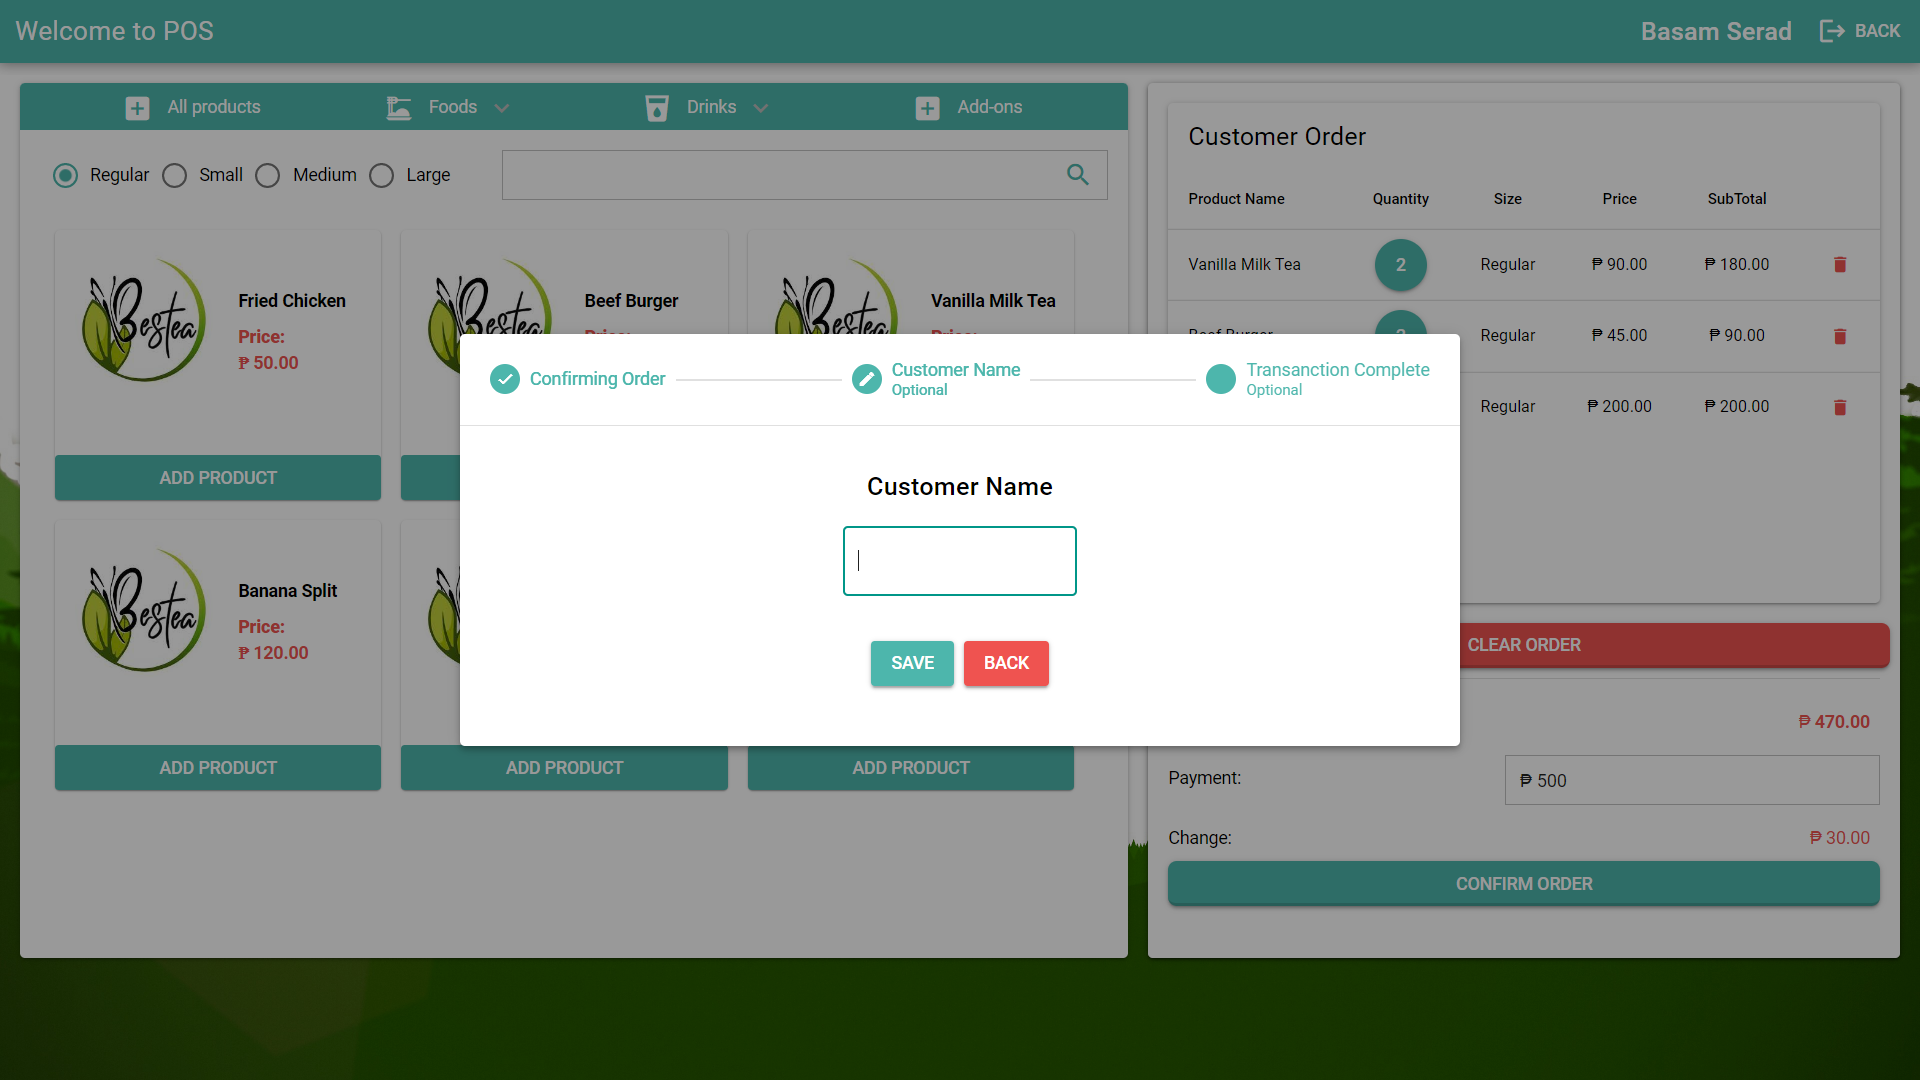 Welcome to POS
Basam Serad
BACK
All products
Foods
Drinks
Add-ons
Regular
Small
Medium
Large
Bestea
Fried Chicken
Price:
₱ 50.00
ADD PRODUCT
Bestea
Beef Burger
Bestea
Vanilla Milk Tea
Bestea
Banana Split
Price:
₱ 120.00
ADD PRODUCT
ADD PRODUCT
ADD PRODUCT
Confirming Order
Customer Name
Optional
Transanction Complete
Optional
Customer Name
SAVE
BACK
Customer Order
Product Name Quantity Size Price SubTotal
Vanilla Milk Tea 2 Regular ₱ 90.00 ₱ 180.00
Beef Burger 2 Regular ₱ 45.00 ₱ 90.00
Regular ₱ 200.00 ₱ 200.00
CLEAR ORDER
₱ 470.00
Payment: ₱ 500
Change: ₱ 30.00
CONFIRM ORDER